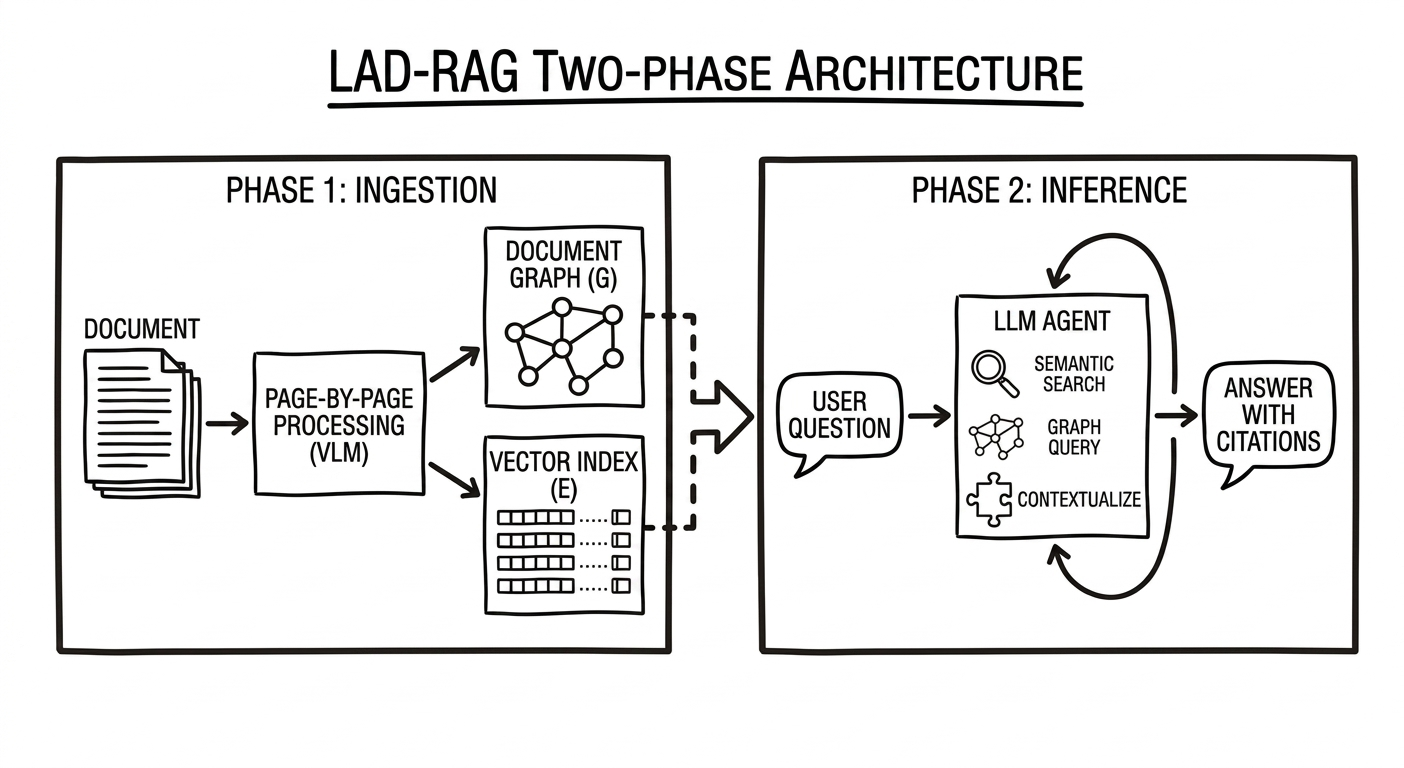 LAD-RAG TWO-PHASE ARCHITECTURE
PHASE 1: INGESTION
DOCUMENT
PAGE-BY-PAGE
PROCESSING
(VLM)
DOCUMENT
GRAPH (G)
VECTOR INDEX
(E)
PHASE 2: INFERENCE
USER
QUESTION
LLM AGENT
SEMANTIC
SEARCH
GRAPH
QUERY
CONTEXTUALIZE
ANSWER
WITH
CITATIONS